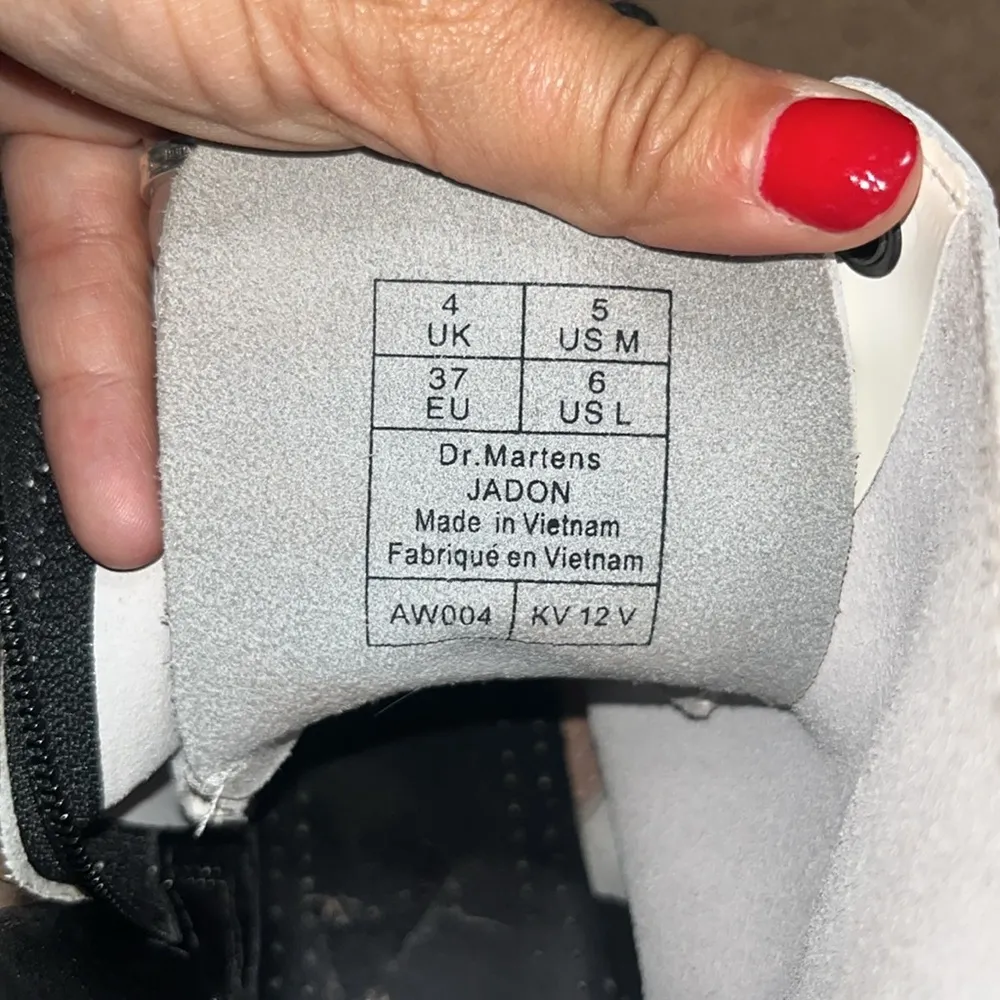 4 5
UK US M
37 6
EU US L
Dr.Martens
JADON
Made in Vietnam
Fabriqué en Vietnam
AW004 KV 12 V